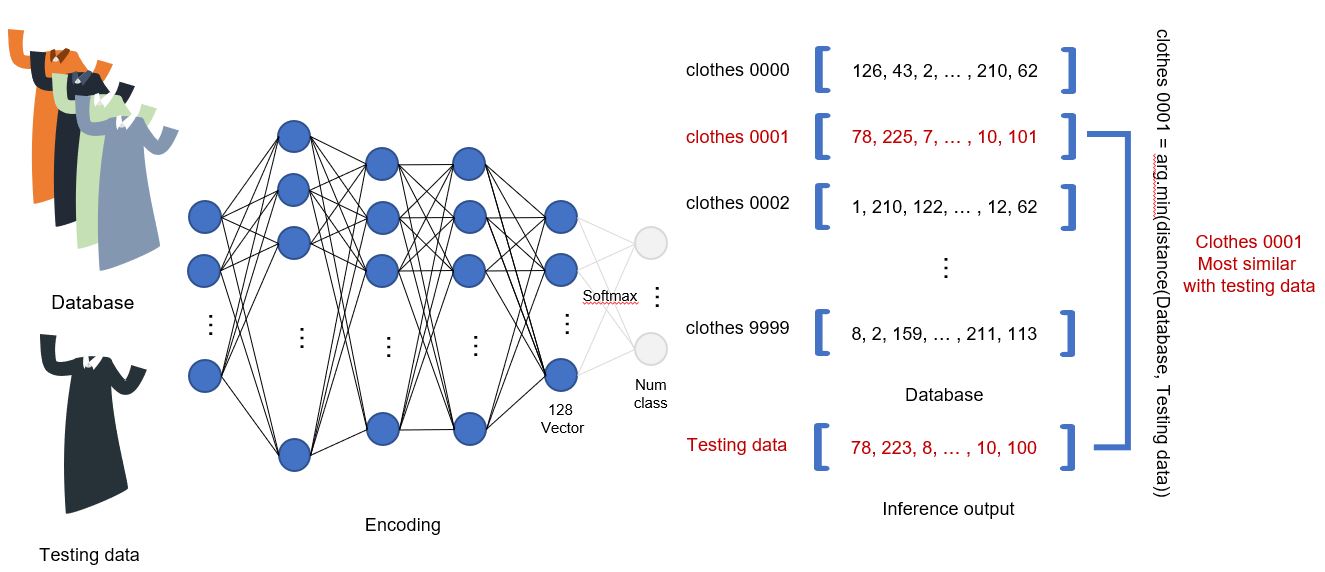 Database
Testing data
Encoding
Softmax
128
Vector
Num
class
clothes 0000 [ 126, 43, 2, … , 210, 62 ]
clothes 0001 [ 78, 225, 7, … , 10, 101 ]
clothes 0002 [ 1, 210, 122, … , 12, 62 ]
clothes 9999 [ 8, 2, 159, … , 211, 113 ]
Database
Testing data [ 78, 223, 8, … , 10, 100 ]
Inference output
clothes 0001 = arg.min(distance(Database, Testing data))
Clothes 0001
Most similar
with testing data